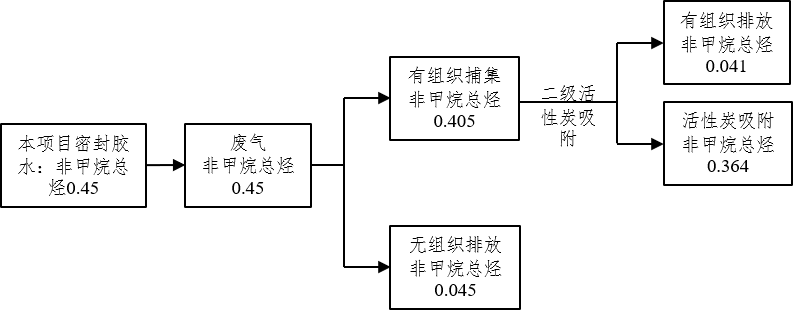 本项目密封胶
水：非甲烷总
烃0.45
废气
非甲烷总烃
0.45
有组织捕集
非甲烷总烃
0.405
二级活
性炭吸
附
有组织排放
非甲烷总烃
0.041
活性炭吸附
非甲烷总烃
0.364
无组织排放
非甲烷总烃
0.045